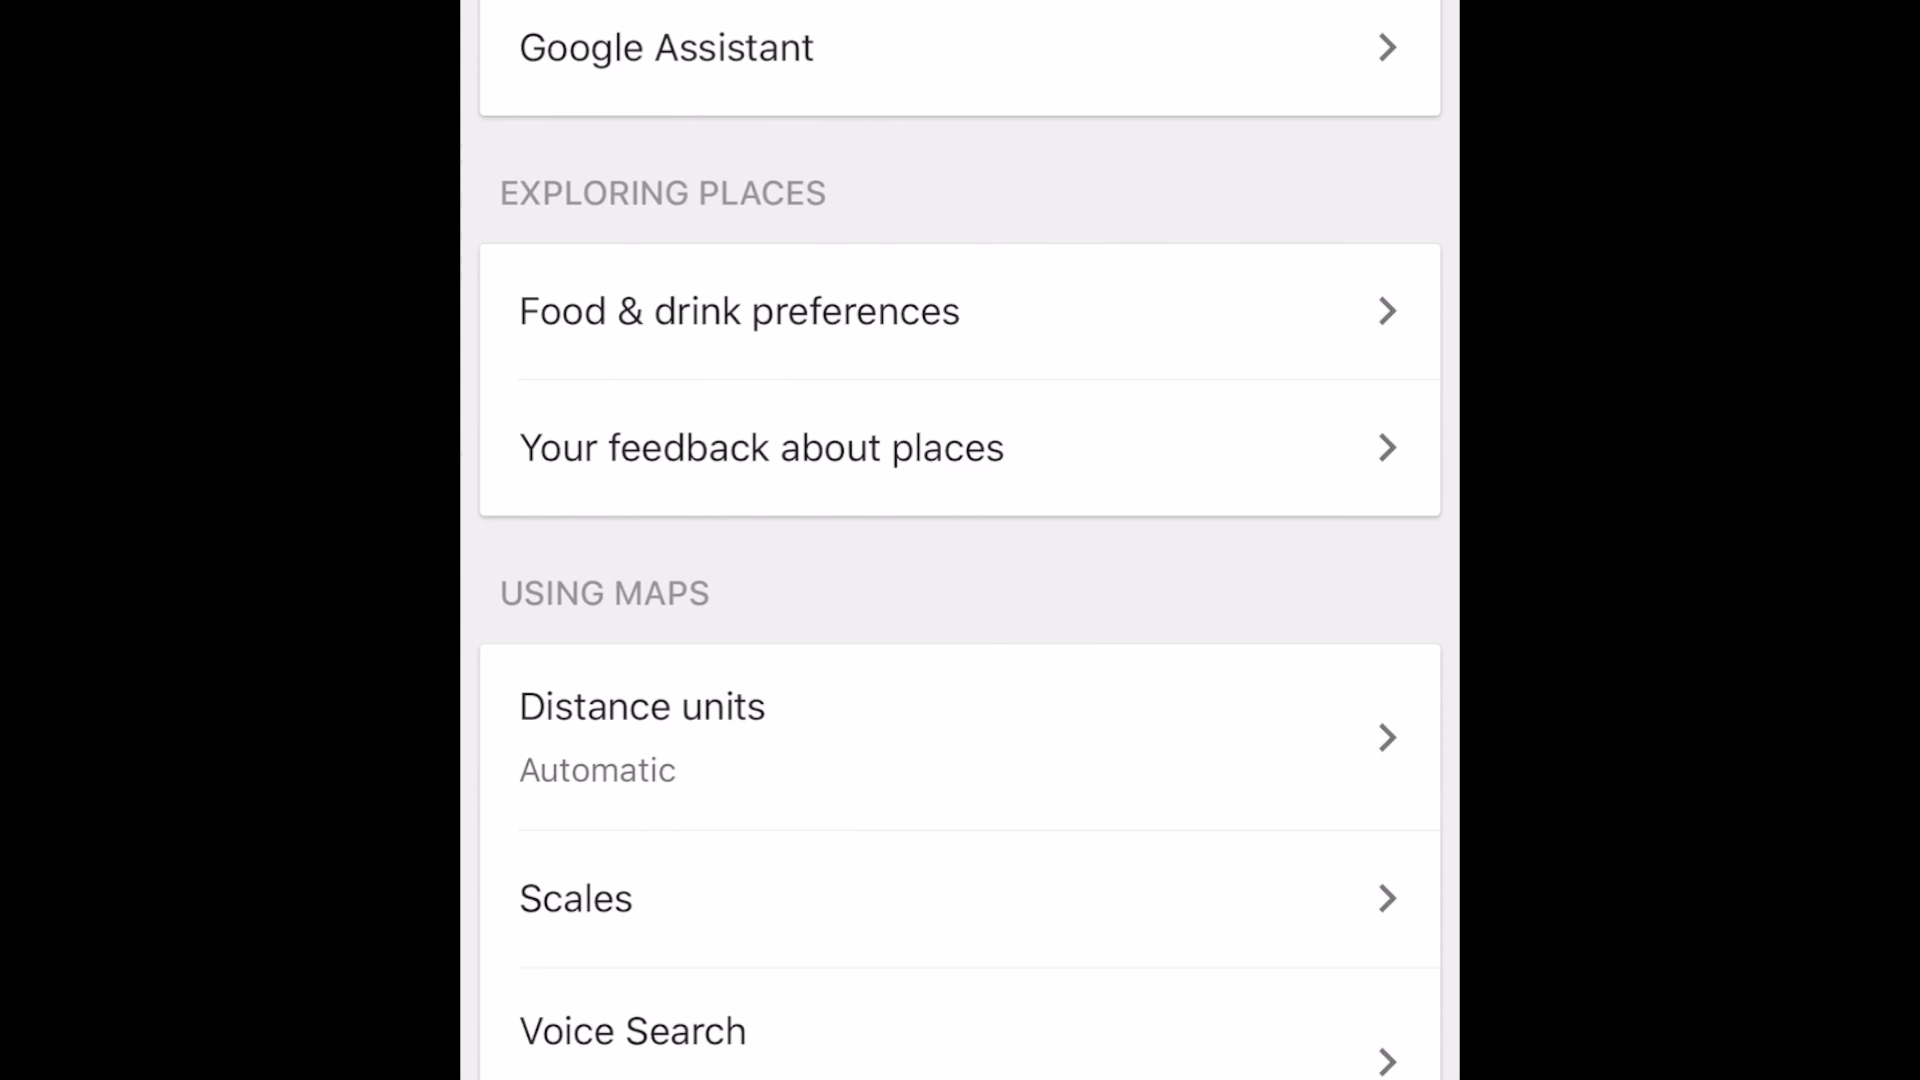 Google Assistant
EXPLORING PLACES
Food & drink preferences
Your feedback about places
USING MAPS
Distance units
Automatic
Scales
Voice Search